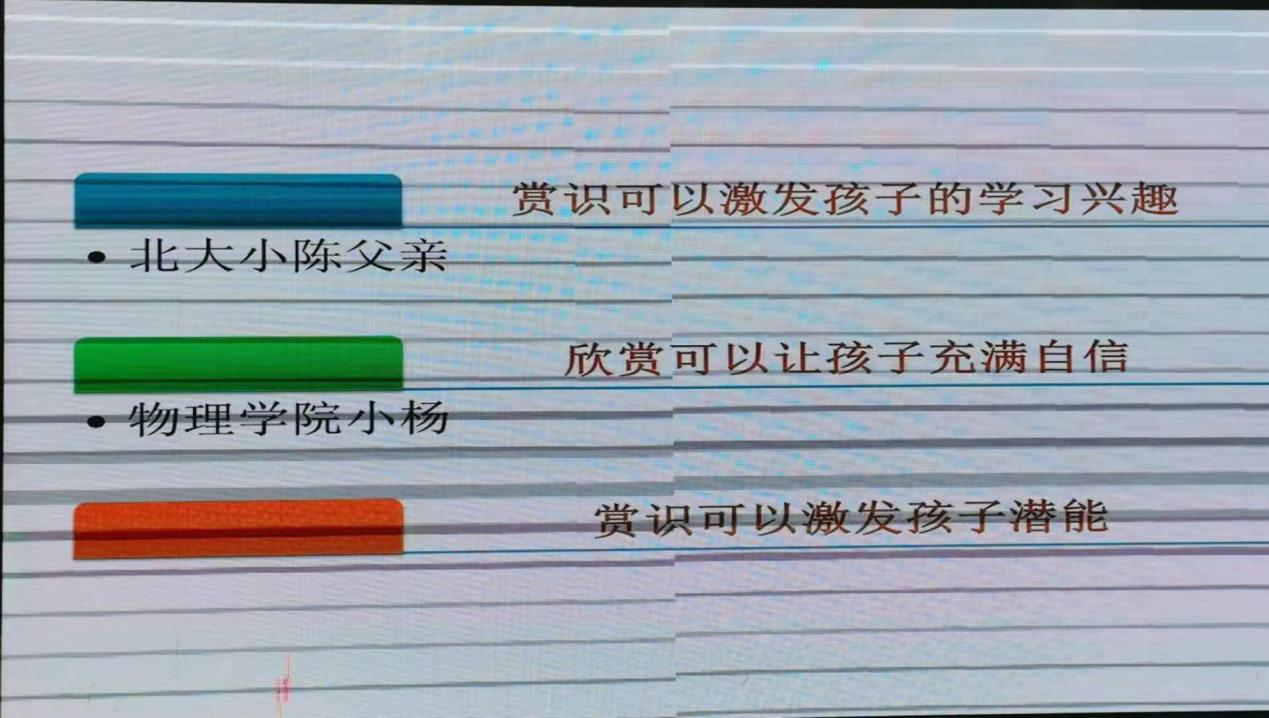 赏识可以激发孩子的学习兴趣
北大小陈父亲
欣赏可以让孩子充满自信
物理学院小杨
赏识可以激发孩子潜能